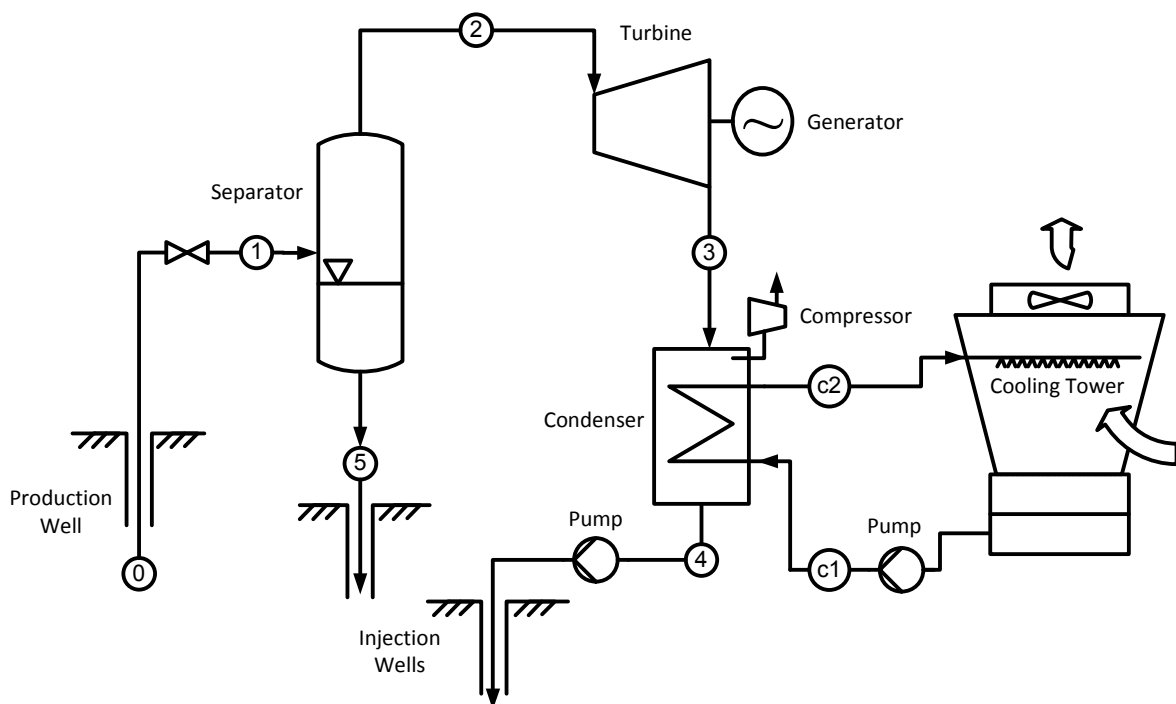 2
Turbine
Generator
Separator
1
3
Compressor
c2
Cooling Tower
Condenser
5
Production
Well
Pump
Pump
0
4
c1
Injection
Wells